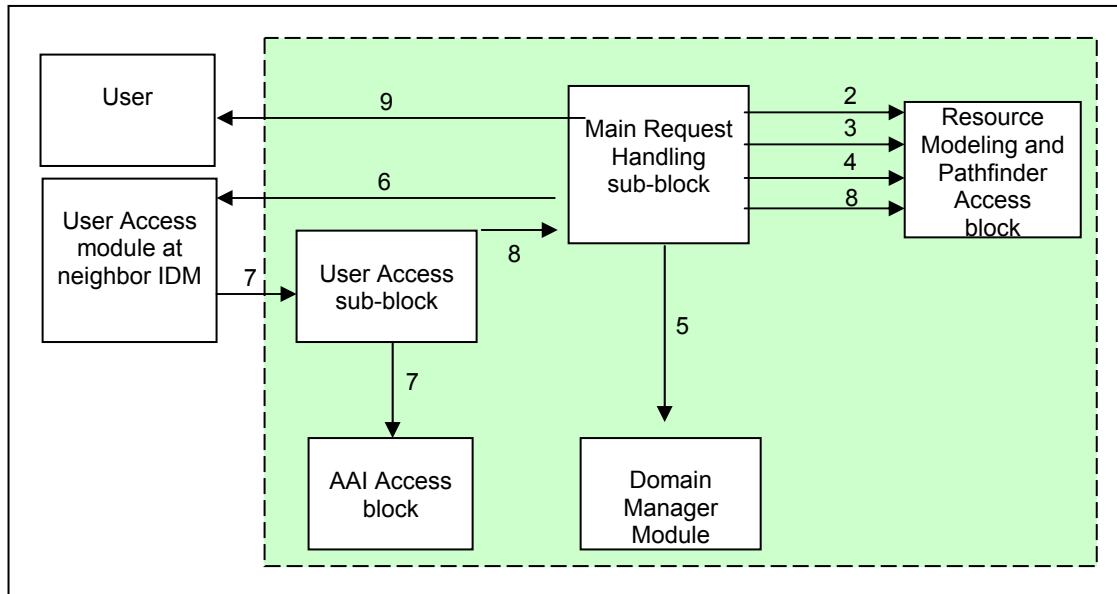 User
9
Main Request
Handling
sub-block
2
3
4
8
Resource
Modeling and
Pathfinder
Access
block
User Access
module at
neighbor IDM
6
7
User Access
sub-block
8
5
7
AAI Access
block
Domain
Manager
Module